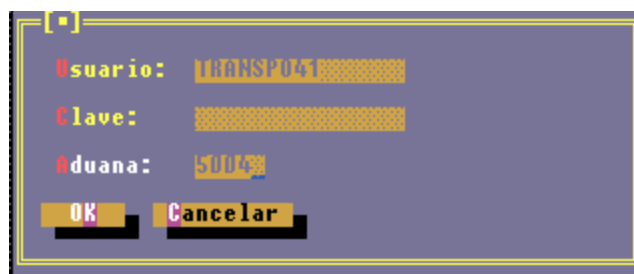 [▪]
Usuario: TRANSP041
Clave:
Aduana: 5004
OK Cancelar